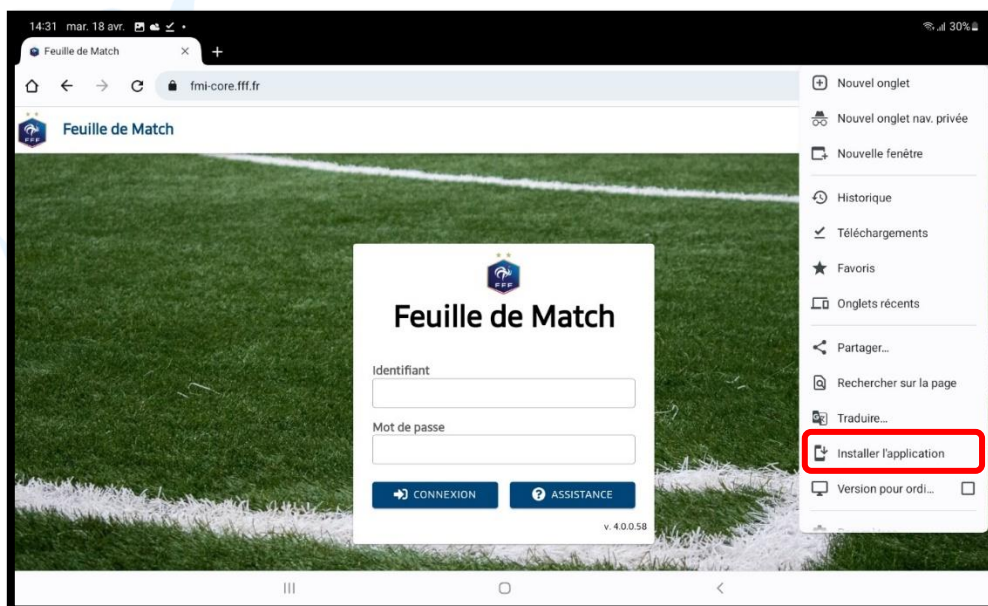 14:31 mar. 18 avr.
30%
Feuille de Match
fmi-core.fff.fr
FFF
Feuille de Match
FFF
Feuille de Match
Identifiant
Mot de passe
CONNEXION
ASSISTANCE
v. 4.0.0.58
Nouvel onglet
Nouvel onglet nav. privée
Nouvelle fenêtre
Historique
Téléchargements
Favoris
Onglets récents
Partager...
Rechercher sur la page
Traduire...
Installer l'application
Version pour ordi...